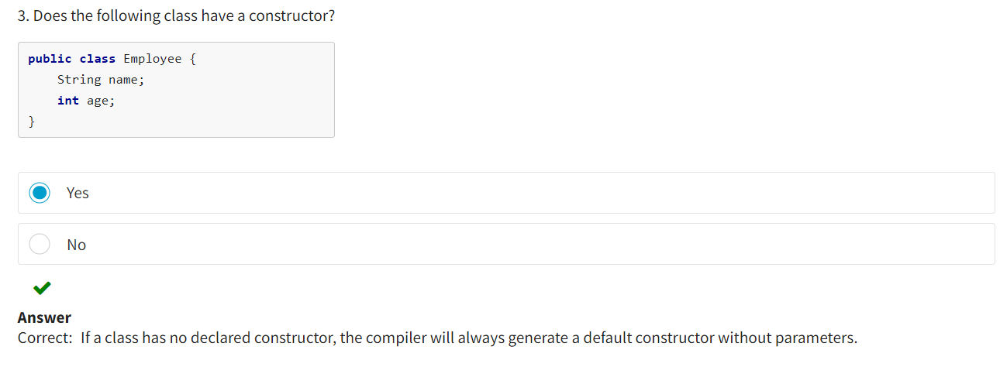 3. Does the following class have a constructor?
public class Employee {
    String name;
    int age;
}
Yes
No
Answer
Correct:  If a class has no declared constructor, the compiler will always generate a default constructor without parameters.